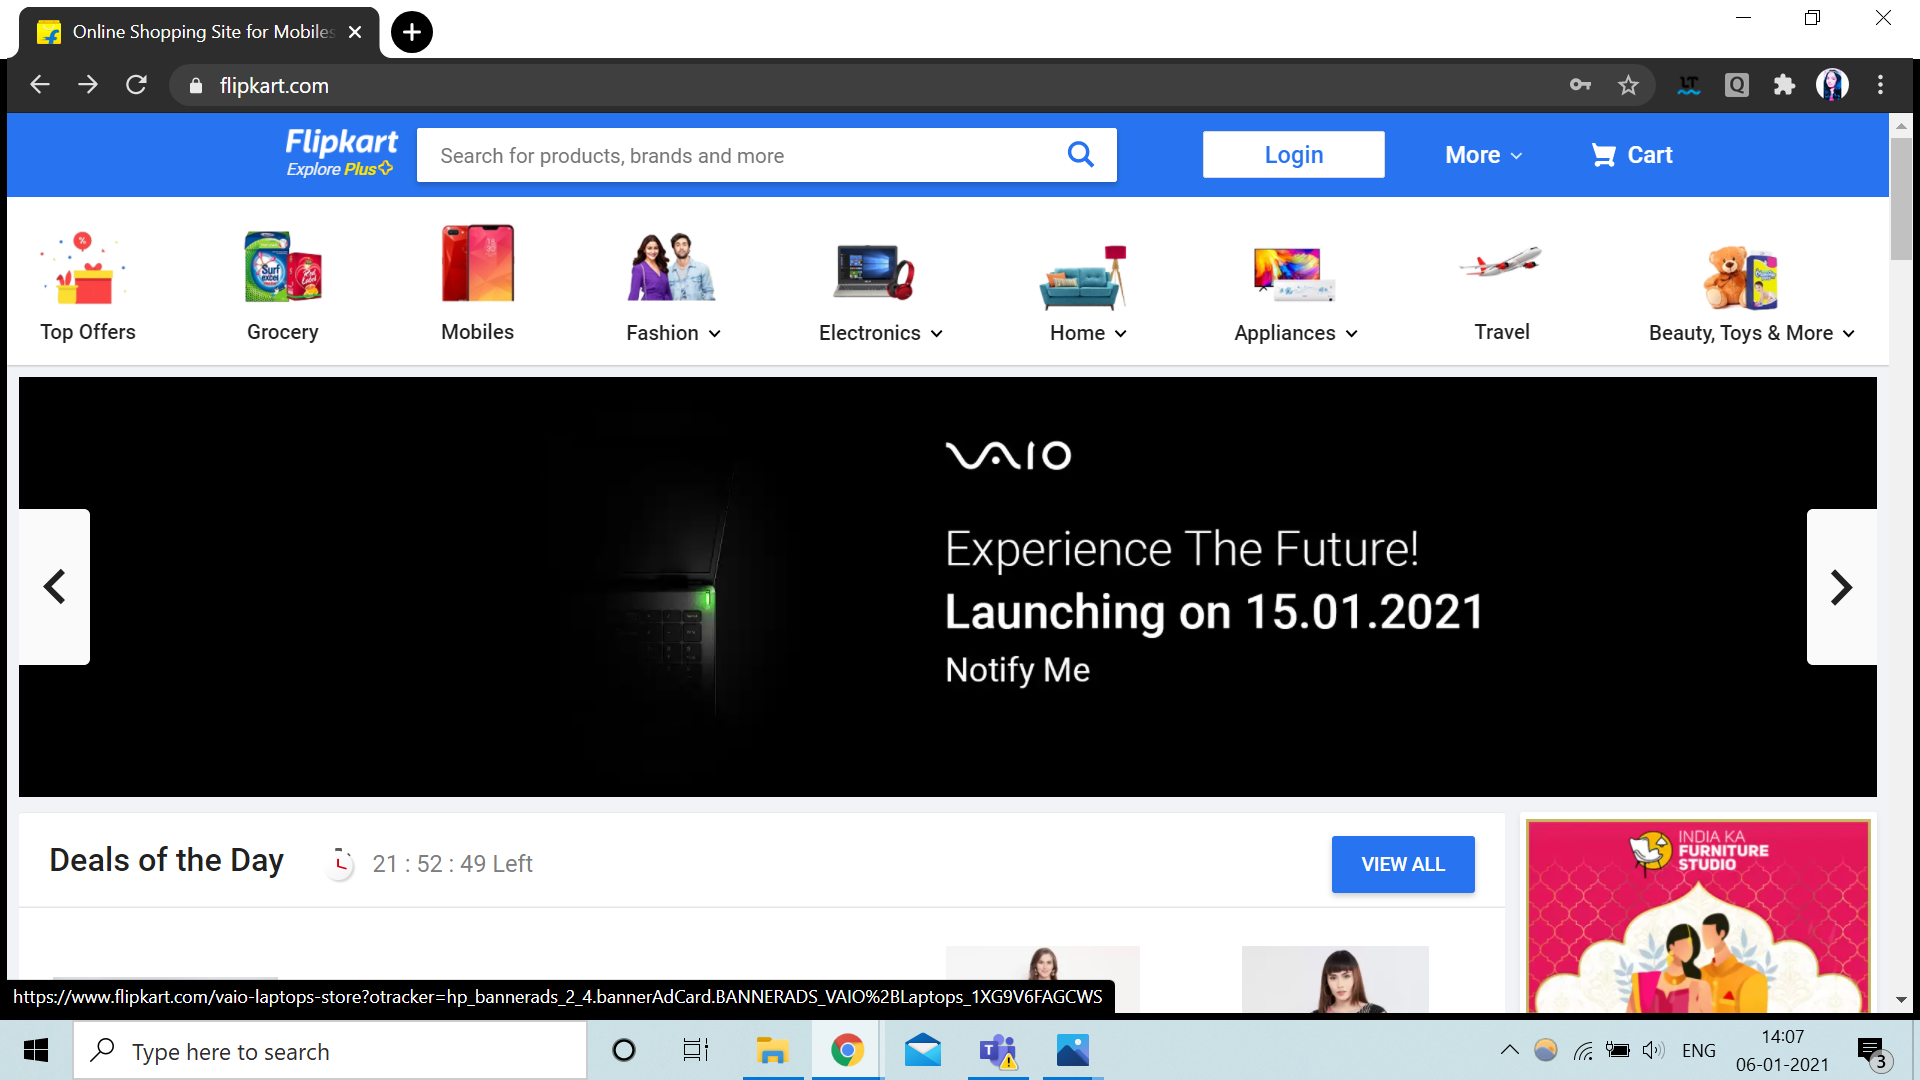 Online Shopping Site for Mobiles
flipkart.com
Flipkart
Explore Plus
Search for products, brands and more
Login
More
Cart
Surf excel
Top Offers
Grocery
Mobiles
Fashion
Electronics
Home
Appliances
Travel
Beauty, Toys & More
VAIO
Experience The Future!
Launching on 15.01.2021
Notify Me
Deals of the Day
21 : 52 : 49 Left
VIEW ALL
INDIA KA
FURNITURE
STUDIO
https://www.flipkart.com/vaio-laptops-store?otracker=hp_bannerads_2_4.bannerAdCard.BANNERADS_VAIO%2BLaptops_1XG9V6FAGCWS
Type here to search
ENG
14:07
06-01-2021
3